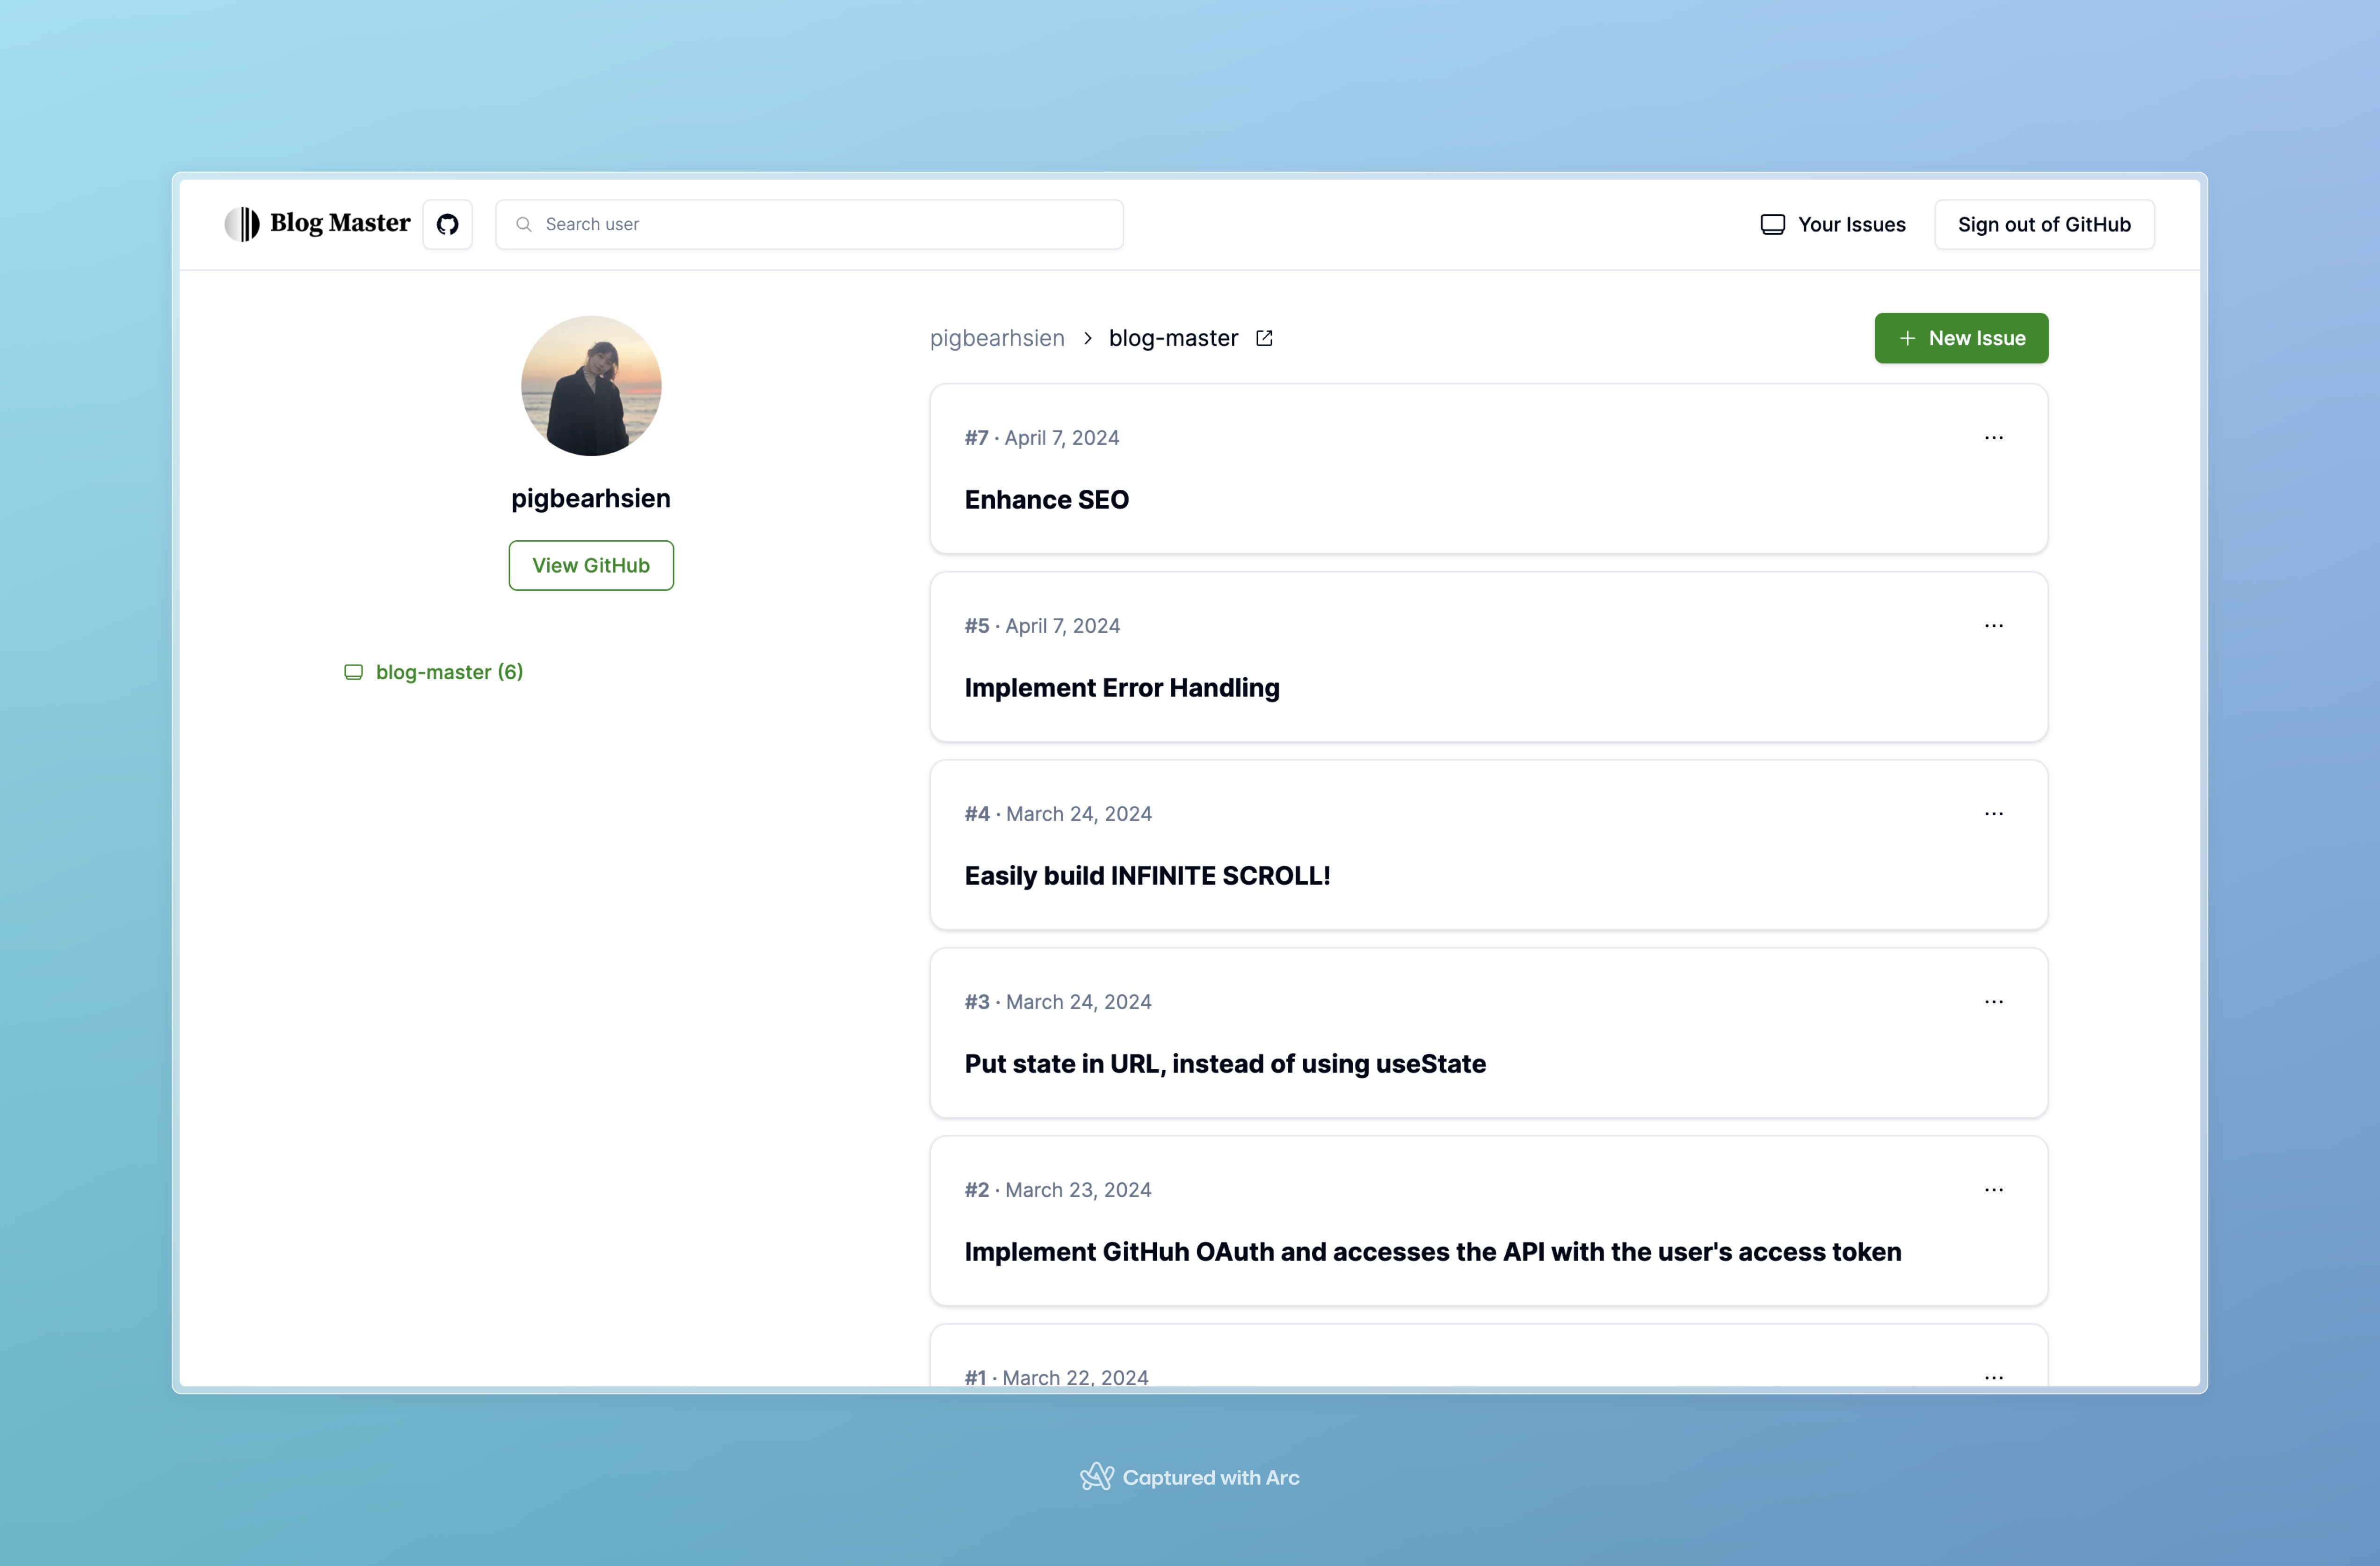 Blog Master
Search user
Your Issues
Sign out of GitHub
pigbearhsien
View GitHub
blog-master (6)
pigbearhsien > blog-master
+ New Issue
#7 · April 7, 2024
...
Enhance SEO
#5 · April 7, 2024
...
Implement Error Handling
#4 · March 24, 2024
...
Easily build INFINITE SCROLL!
#3 · March 24, 2024
...
Put state in URL, instead of using useState
#2 · March 23, 2024
...
Implement GitHuh OAuth and accesses the API with the user's access token
#1 · March 22, 2024
...
Captured with Arc